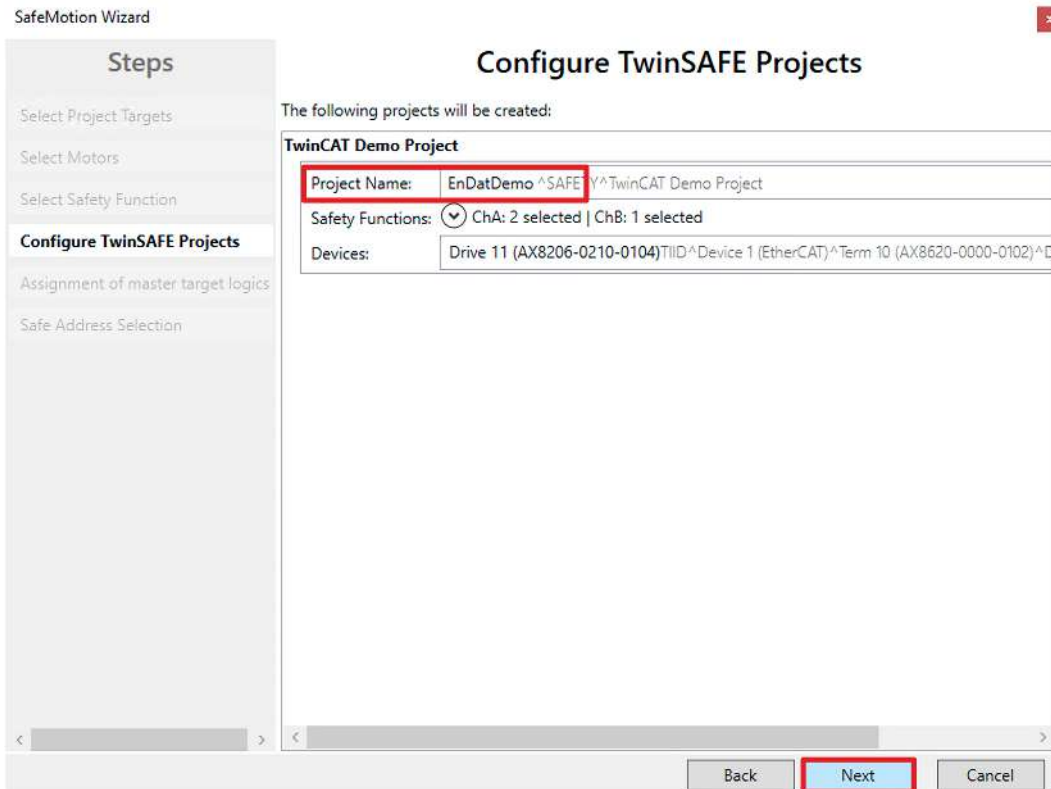 SafeMotion Wizard
Steps
Select Project Targets
Select Motors
Select Safety Function
Configure TwinSAFE Projects
Assignment of master target logics
Safe Address Selection
Configure TwinSAFE Projects
The following projects will be created:
TwinCAT Demo Project
Project Name: EnDatDemo ^SAFETY^TwinCAT Demo Project
Safety Functions: ChA: 2 selected | ChB: 1 selected
Devices: Drive 11 (AX8206-0210-0104)TIID^Device 1 (EtherCAT)^Term 10 (AX8620-0000-0102)^D
Back Next Cancel